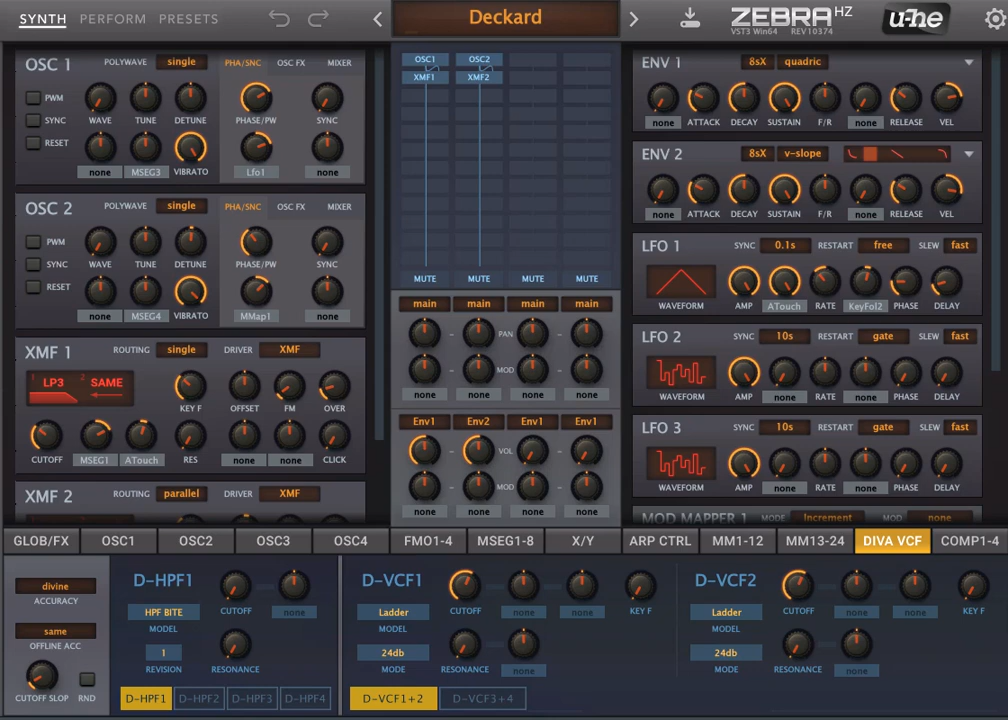 SYNTH PERFORM PRESETS
Deckard
ZEBRA HZ
VST3 Win64 REV10374
u-he
OSC 1 POLYWAVE single PHA/SNC OSC FX MIXER
PWM
SYNC
RESET
WAVE TUNE DETUNE PHASE/PW SYNC
none MSEG3 VIBRATO Lfo1 none
OSC 2 POLYWAVE single PHA/SNC OSC FX MIXER
PWM
SYNC
RESET
WAVE TUNE DETUNE PHASE/PW SYNC
none MSEG4 VIBRATO MMap1 none
XMF 1 ROUTING single DRIVER XMF
1 LP3 2 SAME
KEY F OFFSET FM OVER
CUTOFF MSEG1 ATouch RES none none CLICK
XMF 2 ROUTING parallel DRIVER XMF
OSC1 OSC2
XMF1 XMF2
MUTE MUTE MUTE MUTE
main main main main
PAN
MOD
none none none none
Env1 Env2 Env1 Env1
VOL
MOD
none none none none
ENV 1 8sX quadric
none ATTACK DECAY SUSTAIN F/R none RELEASE VEL
ENV 2 8sX v-slope
none ATTACK DECAY SUSTAIN F/R none RELEASE VEL
LFO 1 SYNC 0.1s RESTART free SLEW fast
WAVEFORM AMP ATouch RATE KeyFol2 PHASE DELAY
LFO 2 SYNC 10s RESTART gate SLEW fast
WAVEFORM AMP none RATE none PHASE DELAY
LFO 3 SYNC 10s RESTART gate SLEW fast
WAVEFORM AMP none RATE none PHASE DELAY
MOD MAPPER 1 MODE Increment MOD none
GLOB/FX OSC1 OSC2 OSC3 OSC4 FMO1-4 MSEG1-8 X/Y ARP CTRL MM1-12 MM13-24 DIVA VCF COMP1-4
divine
ACCURACY
same
OFFLINE ACC
CUTOFF SLOP RND
D-HPF1
HPF BITE
MODEL
1
REVISION
CUTOFF none
RESONANCE
D-HPF1 D-HPF2 D-HPF3 D-HPF4
D-VCF1
Ladder
MODEL
24db
MODE
CUTOFF none none KEY F
RESONANCE none
D-VCF1+2 D-VCF3+4
D-VCF2
Ladder
MODEL
24db
MODE
CUTOFF none none KEY F
RESONANCE none